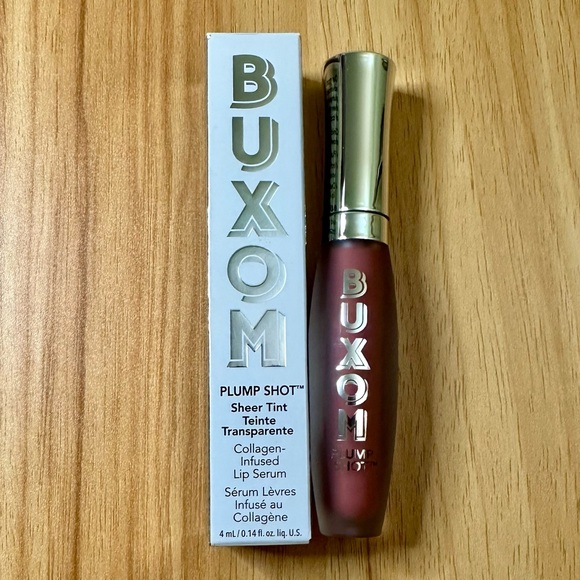 BUXOM
PLUMP SHOT™
Sheer Tint
Teinte
Transparente
Collagen-
Infused
Lip Serum
Sérum Lèvres
Infusé au
Collagène
4 mL / 0.14 fl. oz. liq. U.S.
BUXOM
PLUMP
SHOT™